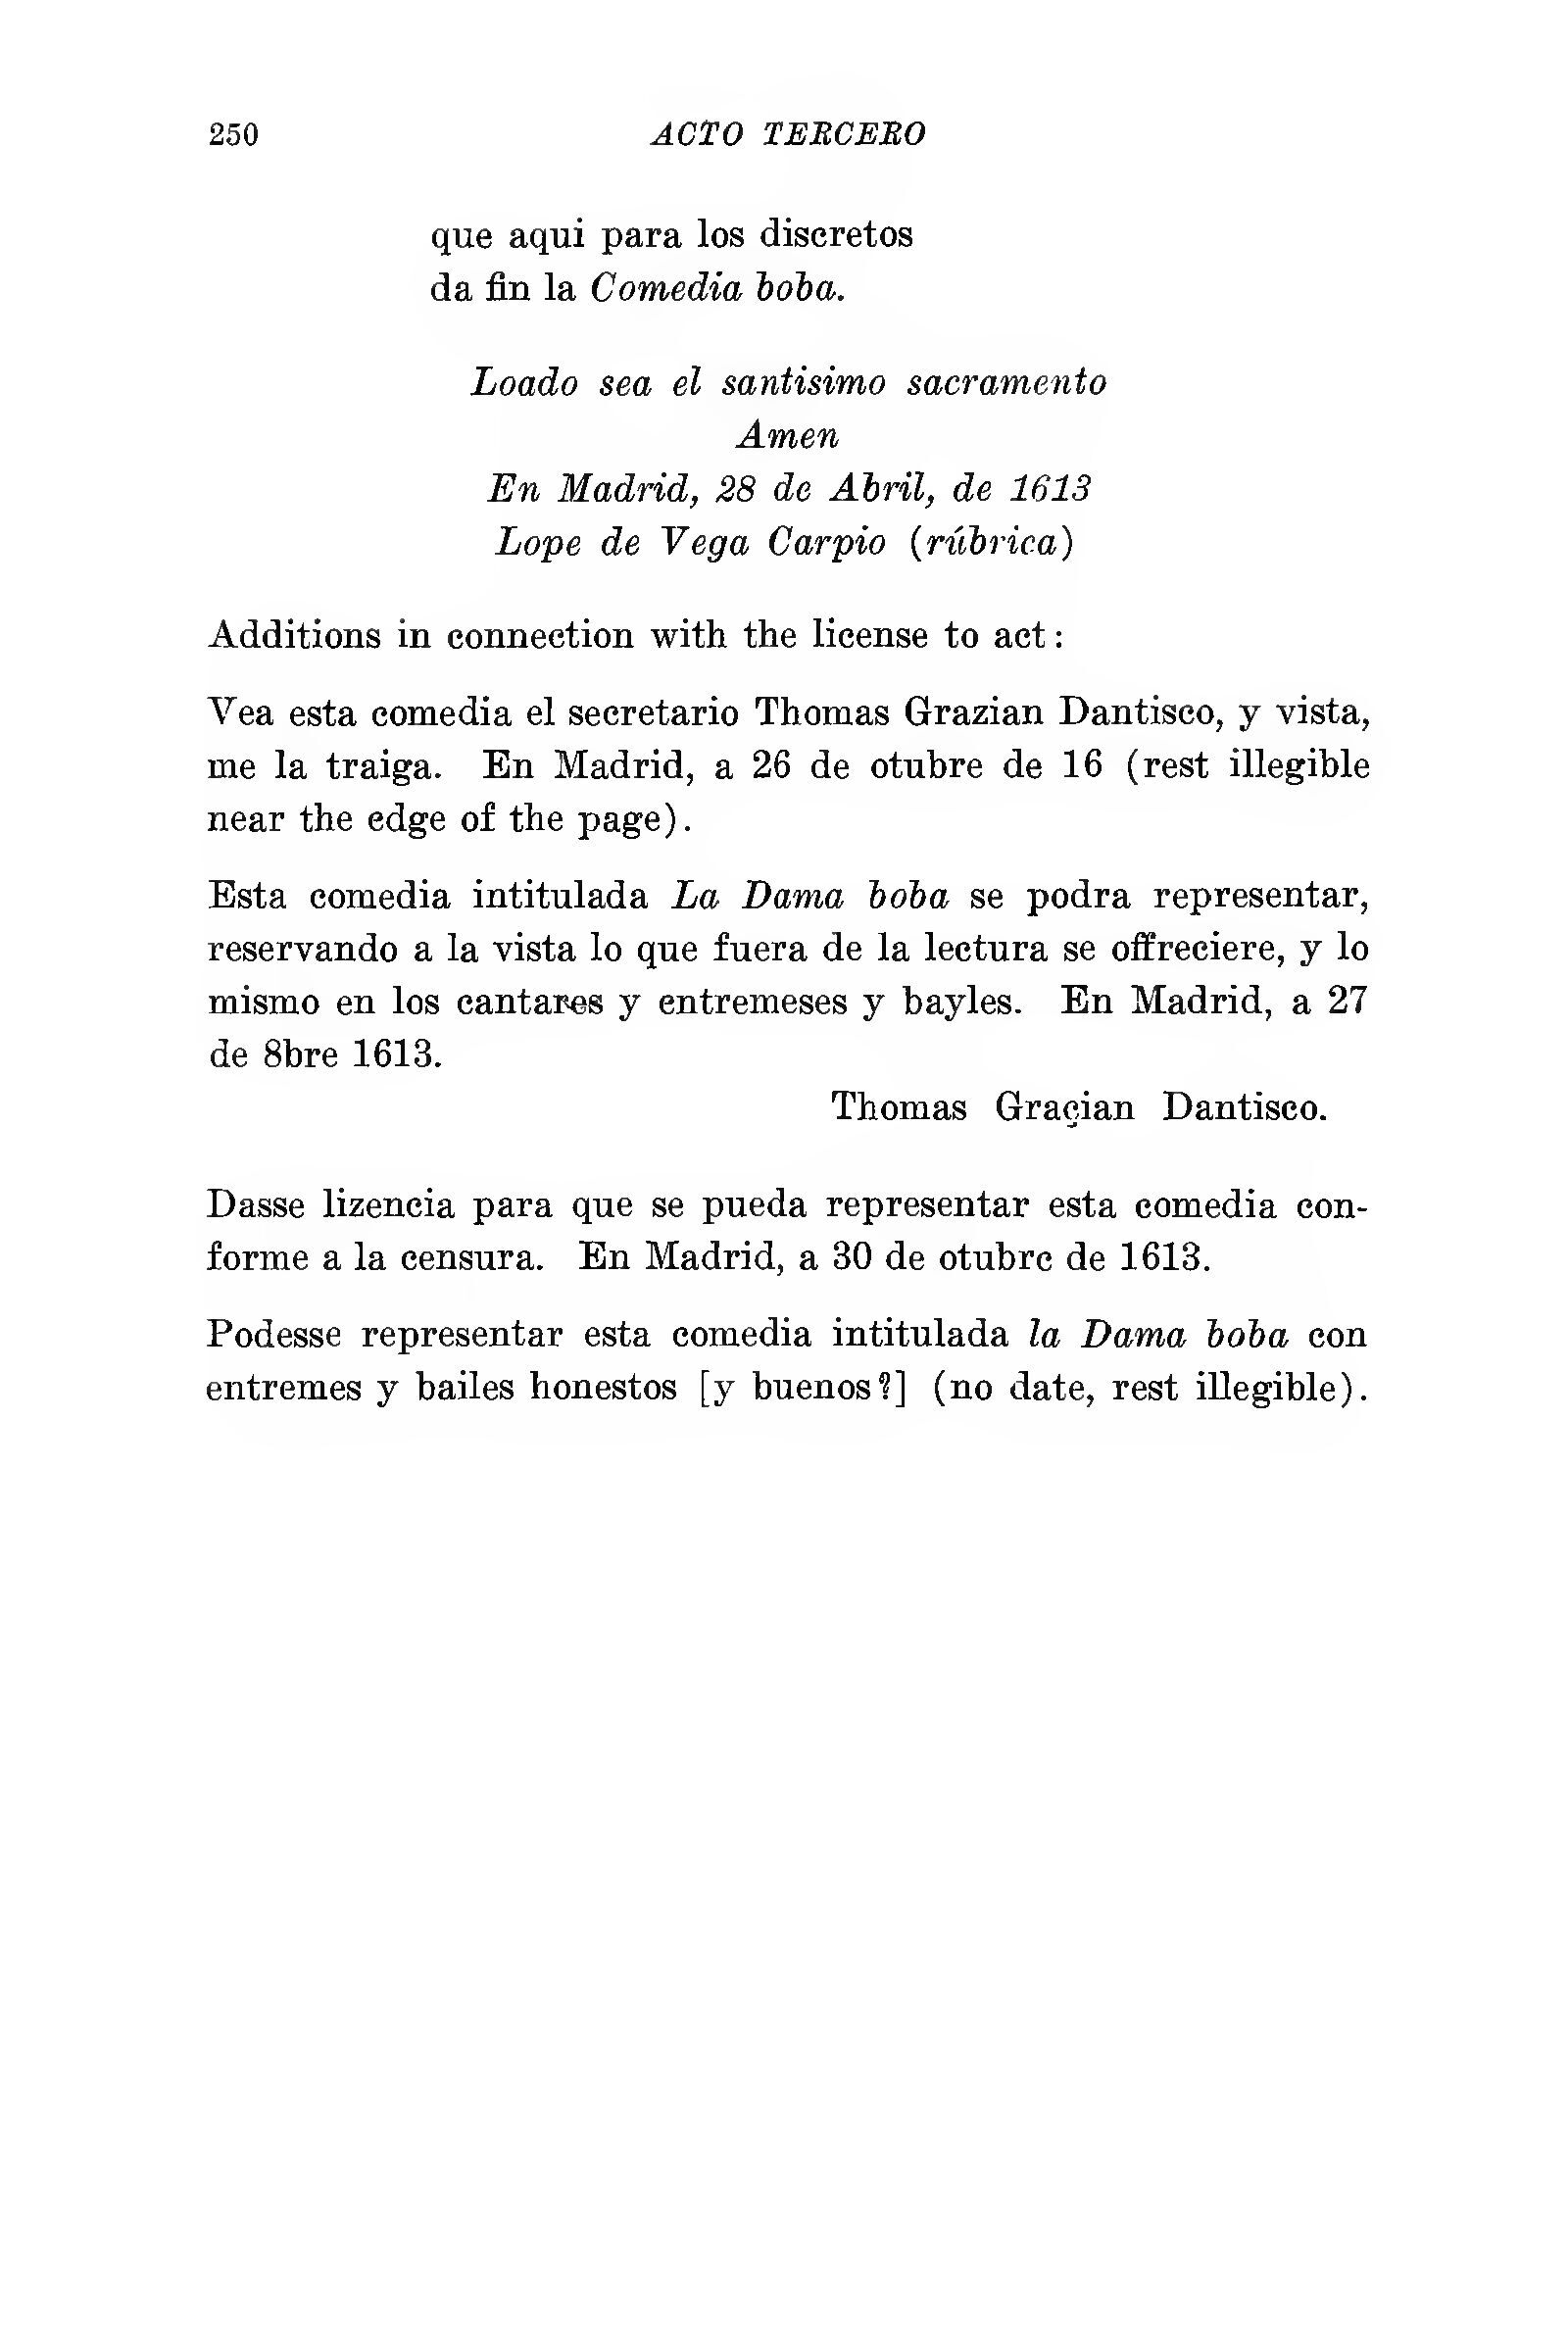 250 ACTO TERCERO
que aqui para los discretos
da fin la Comedia boba.
Loado sea el santisimo sacramento
Amen
En Madrid, 28 de Abril, de 1613
Lope de Vega Carpio (rúbrica)
Additions in connection with the license to act:
Vea esta comedia el secretario Thomas Grazian Dantisco, y vista,
me la traiga. En Madrid, a 26 de otubre de 16 (rest illegible
near the edge of the page).
Esta comedia intitulada La Dama boba se podra representar,
reservando a la vista lo que fuera de la lectura se offreciere, y lo
mismo en los cantares y entremeses y bayles. En Madrid, a 27
de 8bre 1613.
Thomas Graçian Dantisco.
Dasse lizencia para que se pueda representar esta comedia con-
forme a la censura. En Madrid, a 30 de otubre de 1613.
Podesse representar esta comedia intitulada la Dama boba con
entremes y bailes honestos [y buenos?] (no date, rest illegible).